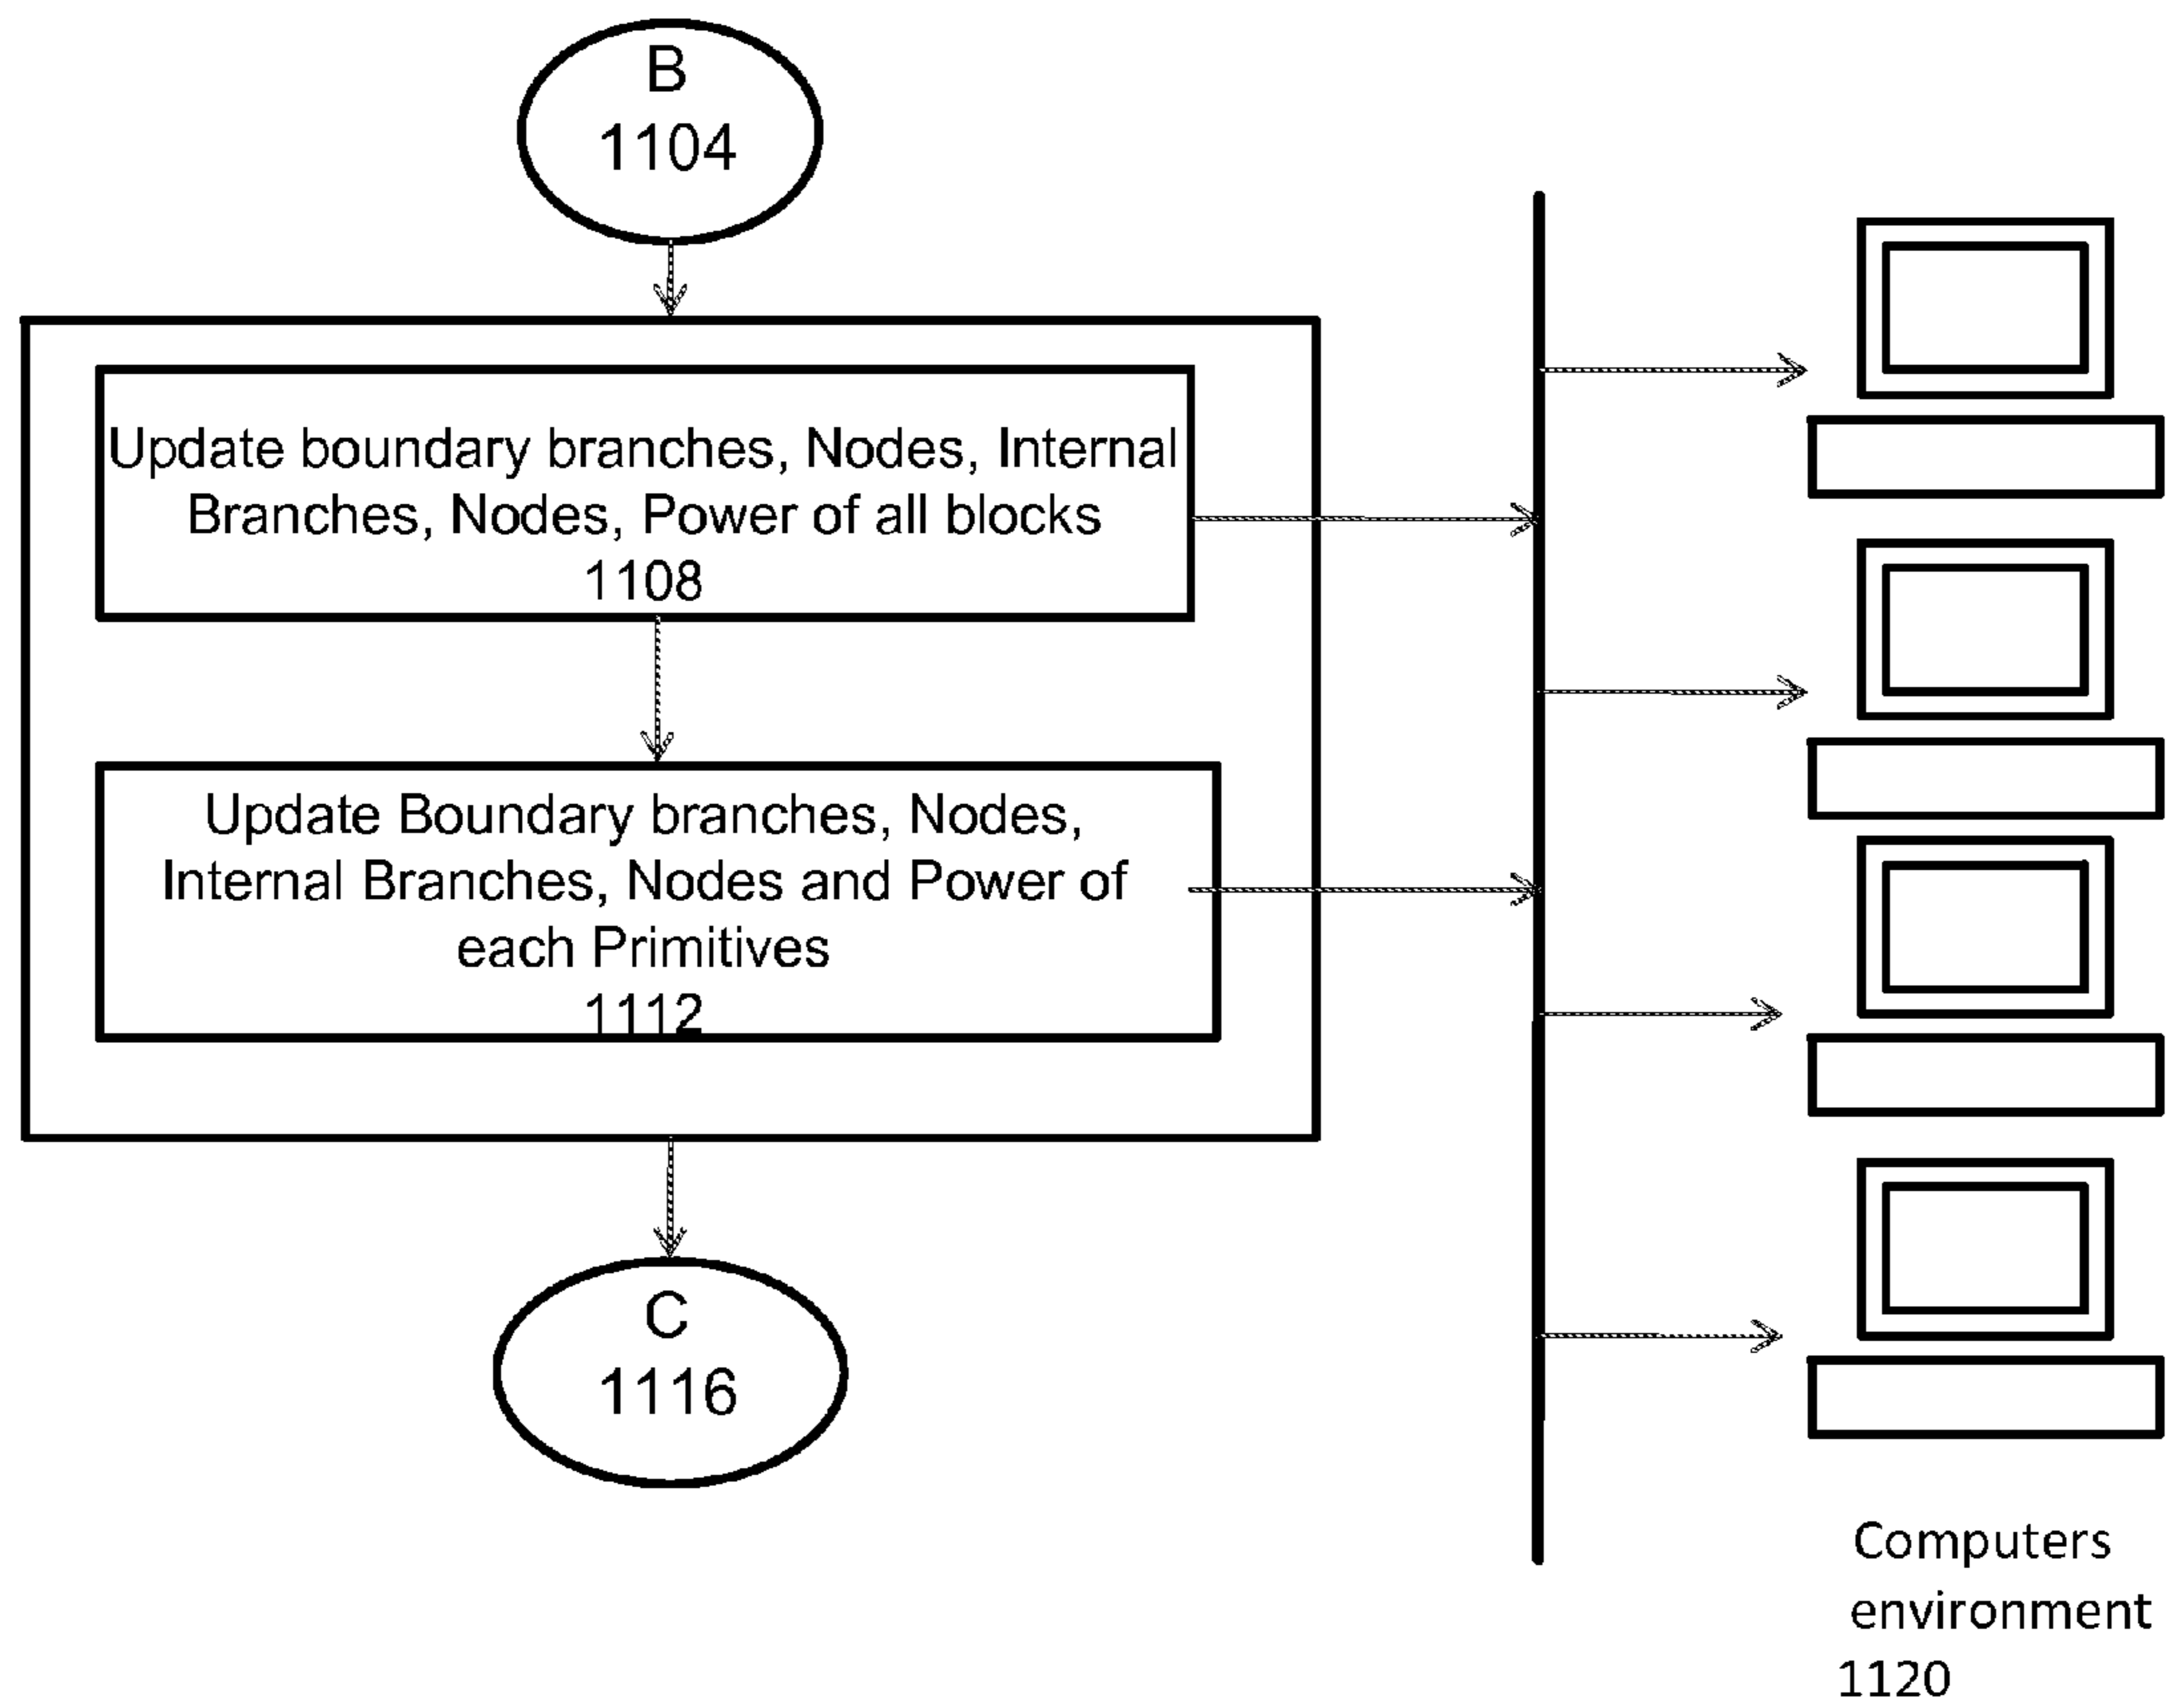 B
1104
Update boundary branches, Nodes, Internal
Branches, Nodes, Power of all blocks
1108
Update Boundary branches, Nodes,
Internal Branches, Nodes and Power of
each Primitives
1112
C
1116
Computers
environment
1120